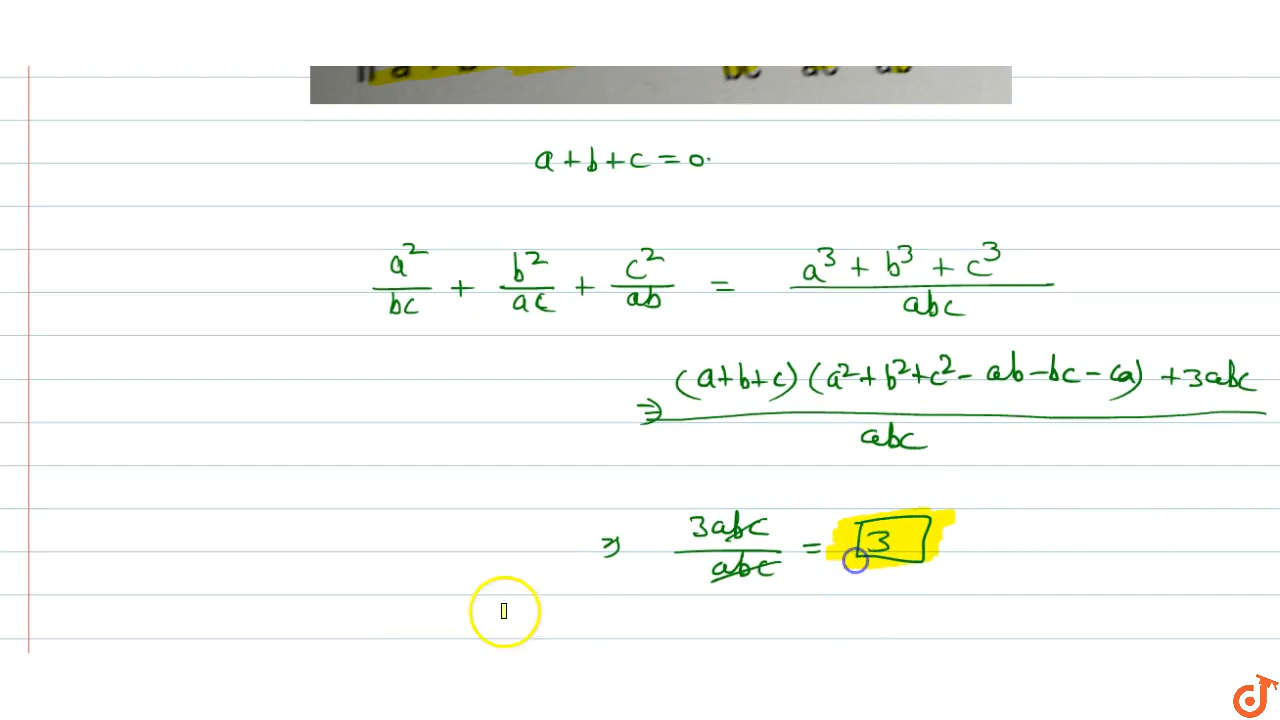 a + b + c = 0.
a²/bc + b²/ac + c²/ab = a³ + b³ + c³/abc
⇒ (a+b+c)(a²+b²+c²- ab-bc-ca) + 3abc/abc
⇒ 3abc/abc = 3